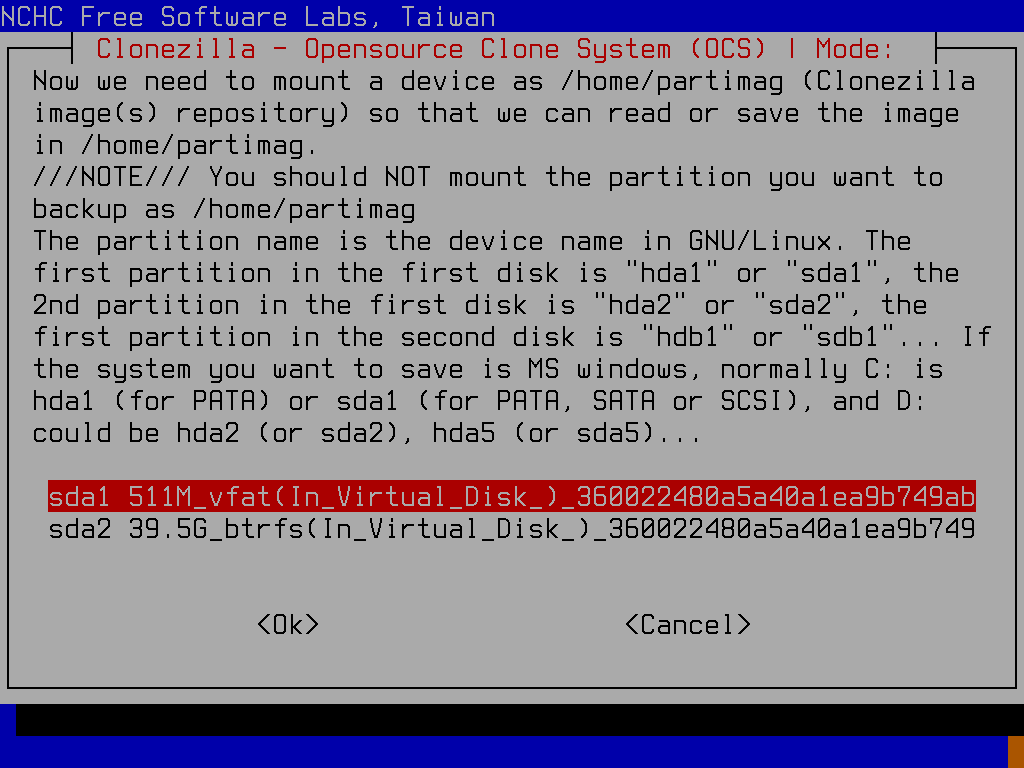 NCHC Free Software Labs, Taiwan
Clonezilla - Opensource Clone System (OCS) | Mode:
Now we need to mount a device as /home/partimag (Clonezilla
image(s) repository) so that we can read or save the image
in /home/partimag.
///NOTE/// You should NOT mount the partition you want to
backup as /home/partimag
The partition name is the device name in GNU/Linux. The
first partition in the first disk is "hda1" or "sda1", the
2nd partition in the first disk is "hda2" or "sda2", the
first partition in the second disk is "hdb1" or "sdb1"... If
the system you want to save is MS windows, normally C: is
hda1 (for PATA) or sda1 (for PATA, SATA or SCSI), and D:
could be hda2 (or sda2), hda5 (or sda5)...
sda1 511M_vfat(In_Virtual_Disk_)_360022480a5a40a1ea9b749ab
sda2 39.5G_btrfs(In_Virtual_Disk_)_360022480a5a40a1ea9b749
<Ok> <Cancel>